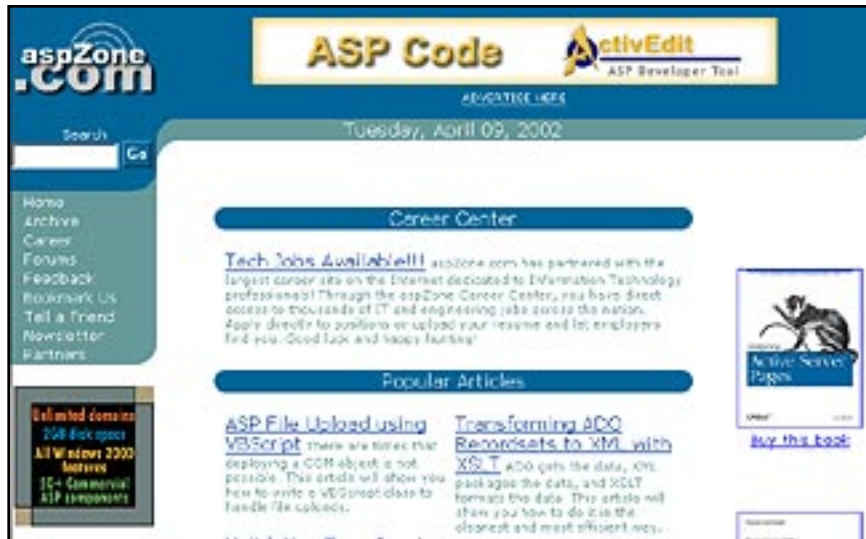 aspZone
.com
ASP Code
ActivEdit
ASP Developer Tool
ADVERTISE HERE
Tuesday, April 09, 2002
Search
Go
Home
Archive
Career
Forums
Feedback
Bookmark Us
Tell a Friend
Newsletter
Partners
Unlimited domains
2GB disk space
All Windows 2000
features
50+ Commercial
ASP components
Career Center
Tech Jobs Available!!! aspZone.com has partnered with the
largest career site on the Internet dedicated to Information Technology
professionals! Through the aspZone Career Center, you have direct
access to thousands of IT and engineering jobs across the nation.
Apply directly to positions or upload your resume and let employers
find you. Good luck and happy hunting!
Popular Articles
ASP File Upload using
VBScript There are times that
deploying a COM object is not
possible. This article will show you
how to write a VBScript class to
handle file uploads.
Transforming ADO
Recordsets to XML with
XSLT ADO gets the data, XML
packages the data, and XSLT
formats the data. This article will
show you how to do it in the
cleanest and most efficient way.
Active Server
Pages
Buy this book